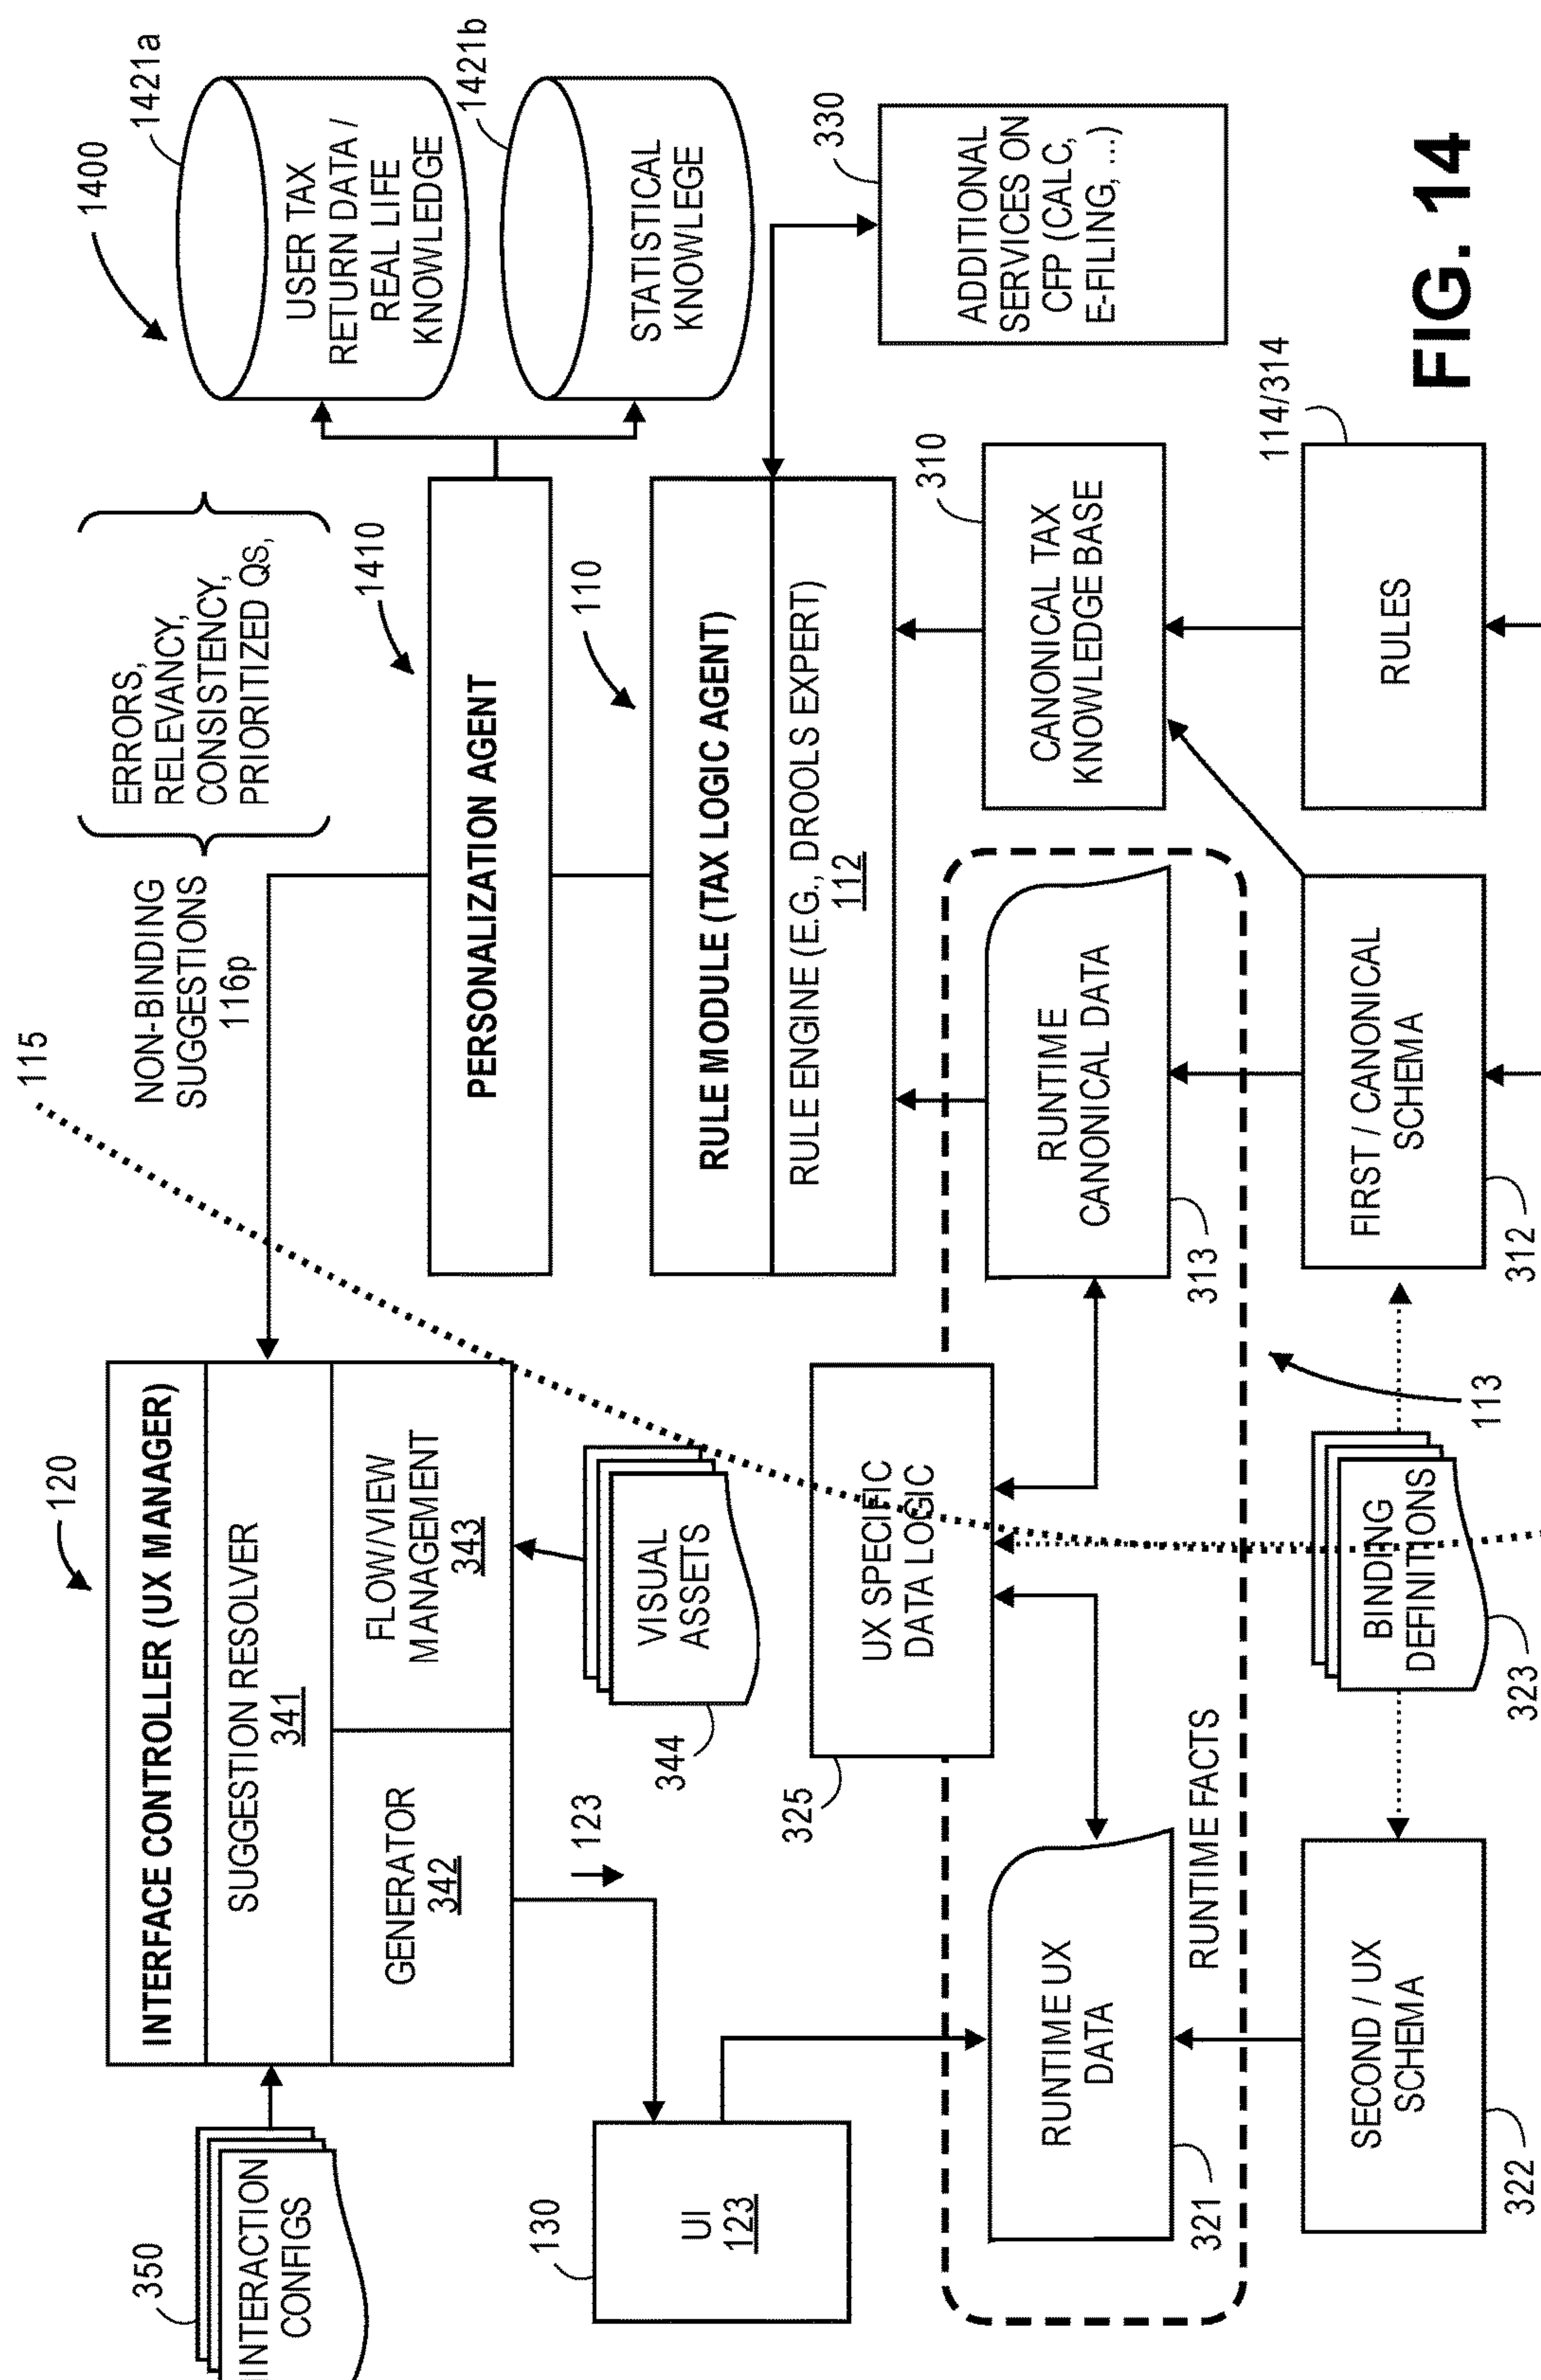 115
1400
120
INTERFACE CONTROLLER (UX MANAGER)
SUGGESTION RESOLVER
341
GENERATOR
342
FLOW/VIEW
MANAGEMENT
343
350
INTERACTION
CONFIGS
NON-BINDING
SUGGESTIONS
116p
ERRORS,
RELEVANCY,
CONSISTENCY,
PRIORITIZED QS,
1421a
USER TAX
RETURN DATA /
REAL LIFE
KNOWLEDGE
1421b
STATISTICAL
KNOWLEGE
1410
PERSONALIZATION AGENT
110
RULE MODULE (TAX LOGIC AGENT)
RULE ENGINE (E.G., DROOLS EXPERT)
112
123
130
UI
123
344
VISUAL
ASSETS
325
UX SPECIFIC
DATA LOGIC
330
ADDITIONAL
SERVICES ON
CFP (CALC,
E-FILING, ...)
321
RUNTIME UX
DATA
RUNTIME FACTS
313
RUNTIME
CANONICAL DATA
310
CANONICAL TAX
KNOWLEDGE BASE
113
322
SECOND / UX
SCHEMA
323
BINDING
DEFINITIONS
312
FIRST / CANONICAL
SCHEMA
114/314
RULES
FIG. 14